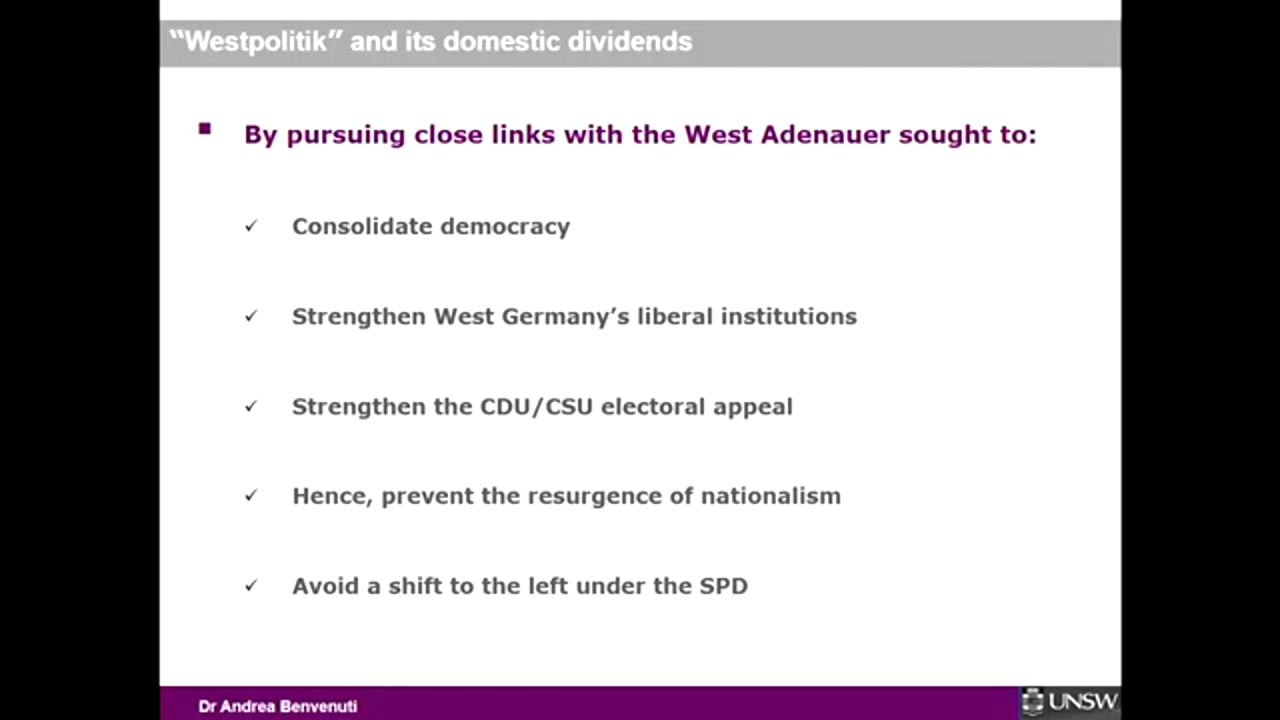 “Westpolitik” and its domestic dividends
By pursuing close links with the West Adenauer sought to:
Consolidate democracy
Strengthen West Germany’s liberal institutions
Strengthen the CDU/CSU electoral appeal
Hence, prevent the resurgence of nationalism
Avoid a shift to the left under the SPD
Dr Andrea Benvenuti
UNSW